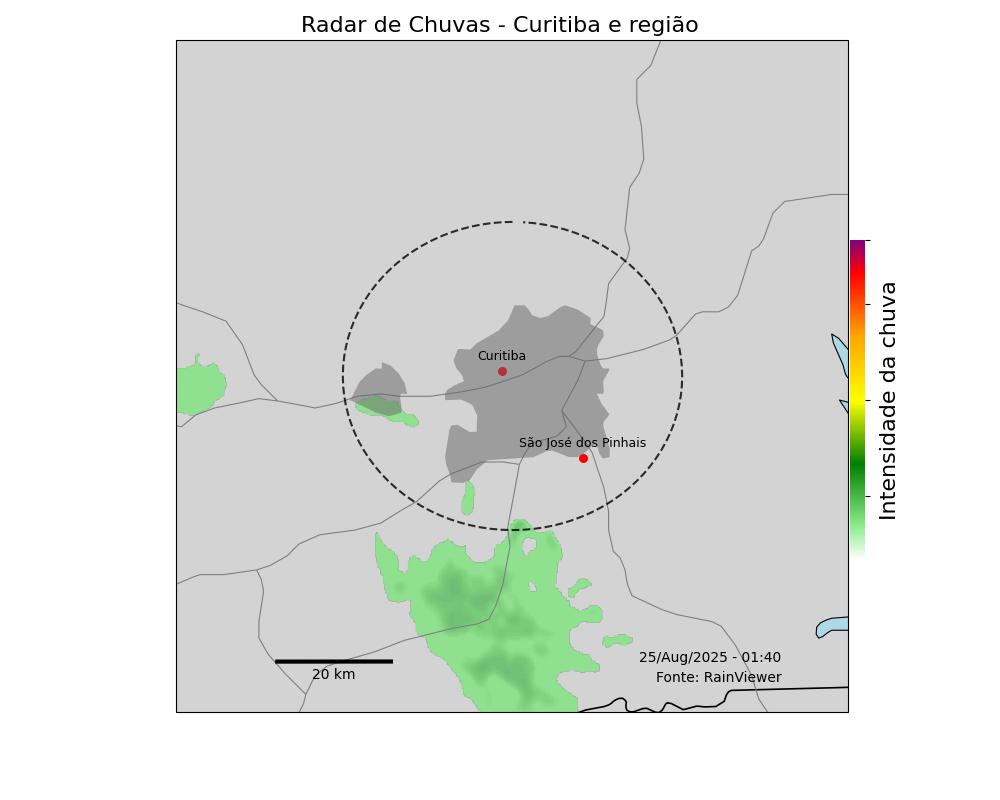 Radar de Chuvas - Curitiba e região
Curitiba
São José dos Pinhais
Intensidade da chuva
25/Aug/2025 - 01:40
Fonte: RainViewer
20 km